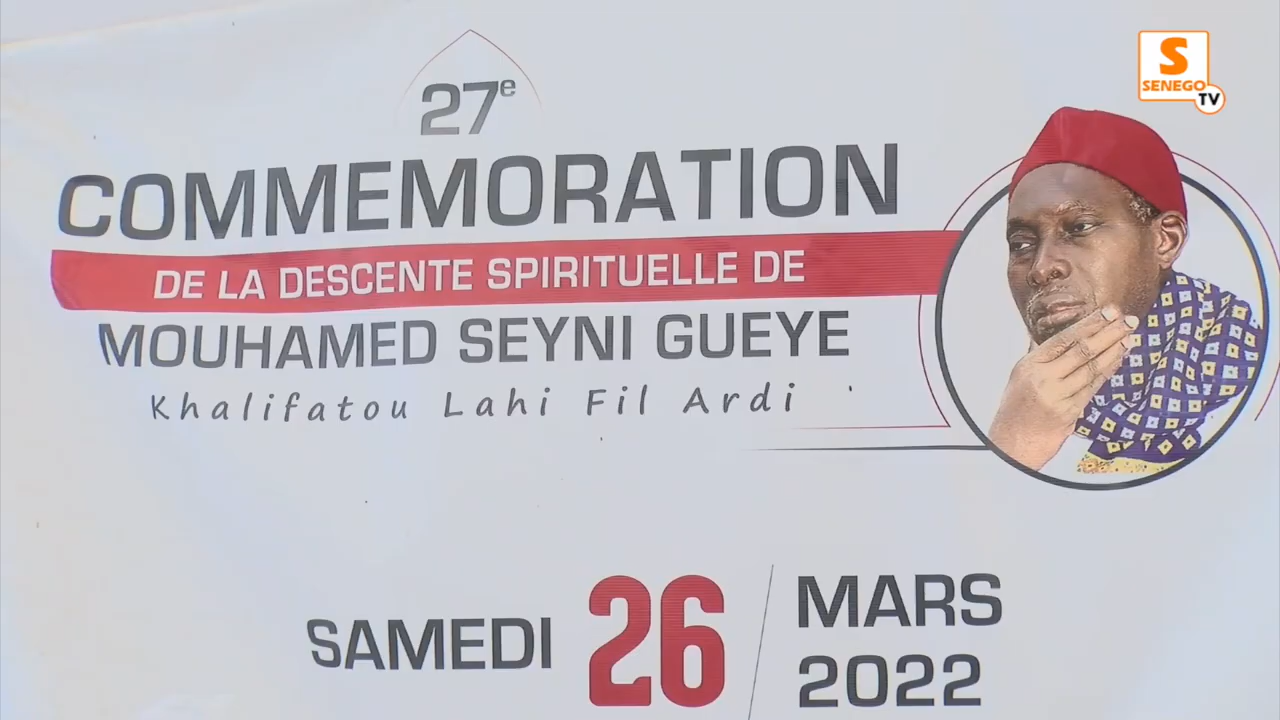 S
SENEGO
TV
27e
COMMEMORATION
DE LA DESCENTE SPIRITUELLE DE
MOUHAMED SEYNI GUEYE
Khalifatou Lahi Fil Ardi
SAMEDI 26 MARS
2022